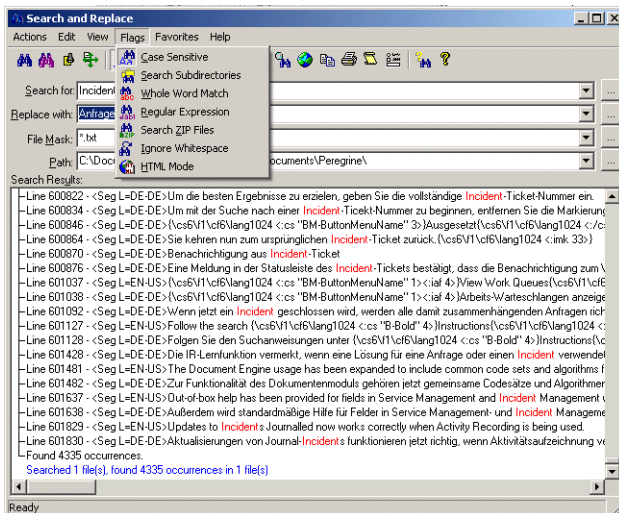 Search and Replace
Actions Edit View Flags Favorites Help
Case Sensitive
Search Subdirectories
Whole Word Match
Regular Expression
Search ZIP Files
Ignore Whitespace
HTML Mode
Search for: Incident
Replace with: Anfrage
File Mask: *.txt
Path: C:\Doc ocuments\Peregrine\
Search Results:
Line 600822 - <Seg L=DE-DE>Um die besten Ergebnisse zu erzielen, geben Sie die vollständige Incident-Ticket-Nummer ein.
Line 600834 - <Seg L=DE-DE>Um mit der Suche nach einer Incident-Ticekt-Nummer zu beginnen, entfernen Sie die Markierung
Line 600846 - <Seg L=DE-DE>{\cs6\f1\cf6\lang1024 <:cs "BM-ButtonMenuName" 3>}Ausgesetzt{\cs6\f1\cf6\lang1024 <:/cs
Line 600864 - <Seg L=DE-DE>Sie kehren nun zum ursprünglichen Incident-Ticket zurück.{\cs6\f1\cf6\lang1024 <:imk 33>}
Line 600870 - <Seg L=DE-DE>Benachrichtigung aus Incident-Ticket
Line 600876 - <Seg L=DE-DE>Eine Meldung in der Statusleiste des Incident-Tickets bestätigt, dass die Benachrichtigung zum
Line 601037 - <Seg L=EN-US>{\cs6\f1\cf6\lang1024 <:cs "BM-ButtonMenuName" 1><:iaf 4>}View Work Queues{\cs6\f1\cf6
Line 601038 - <Seg L=DE-DE>{\cs6\f1\cf6\lang1024 <:cs "BM-ButtonMenuName" 1><:iaf 4>}Arbeits-Warteschlangen anzeige
Line 601092 - <Seg L=DE-DE>Wenn jetzt ein Incident geschlossen wird, werden alle damit zusammenhängenden Anfragen rich
Line 601127 - <Seg L=EN-US>Follow the search {\cs6\f1\cf6\lang1024 <:cs "B-Bold" 4>}Instructions{\cs6\f1\cf6\lang1024 <:
Line 601128 - <Seg L=DE-DE>Folgen Sie den Suchanweisungen unter {\cs6\f1\cf6\lang1024 <:cs "B-Bold" 4>}Instructions{\c
Line 601428 - <Seg L=DE-DE>Die IR-Lernfunktion vermerkt, wenn eine Lösung für eine Anfrage oder einen Incident verwendet
Line 601481 - <Seg L=EN-US>The Document Engine usage has been expanded to include common code sets and algorithms f
Line 601482 - <Seg L=DE-DE>Zur Funktionalität des Dokumentenmoduls gehören jetzt gemeinsame Codesätze und Algorithmen
Line 601637 - <Seg L=EN-US>Out-of-box help has been provided for fields in Service Management and Incident Management
Line 601638 - <Seg L=DE-DE>Außerdem wird standardmäßige Hilfe für Felder in Service Management- und Incident Manageme
Line 601829 - <Seg L=EN-US>Updates to Incidents Journalled now works correctly when Activity Recording is being used.
Line 601830 - <Seg L=DE-DE>Aktualisierungen von Journal-Incidents funktionieren jetzt richtig, wenn Aktivitätsaufzeichnung ve
Found 4335 occurrences.
Searched 1 file(s), found 4335 occurrences in 1 file(s)
Ready